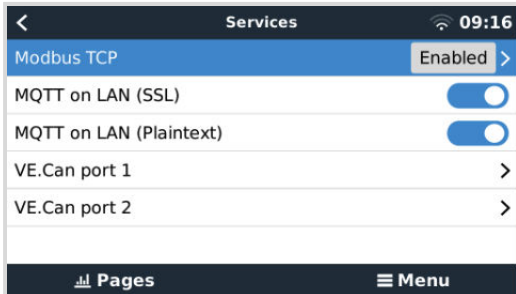 Services 09:16
Modbus TCP Enabled
MQTT on LAN (SSL)
MQTT on LAN (Plaintext)
VE.Can port 1
VE.Can port 2
Pages Menu